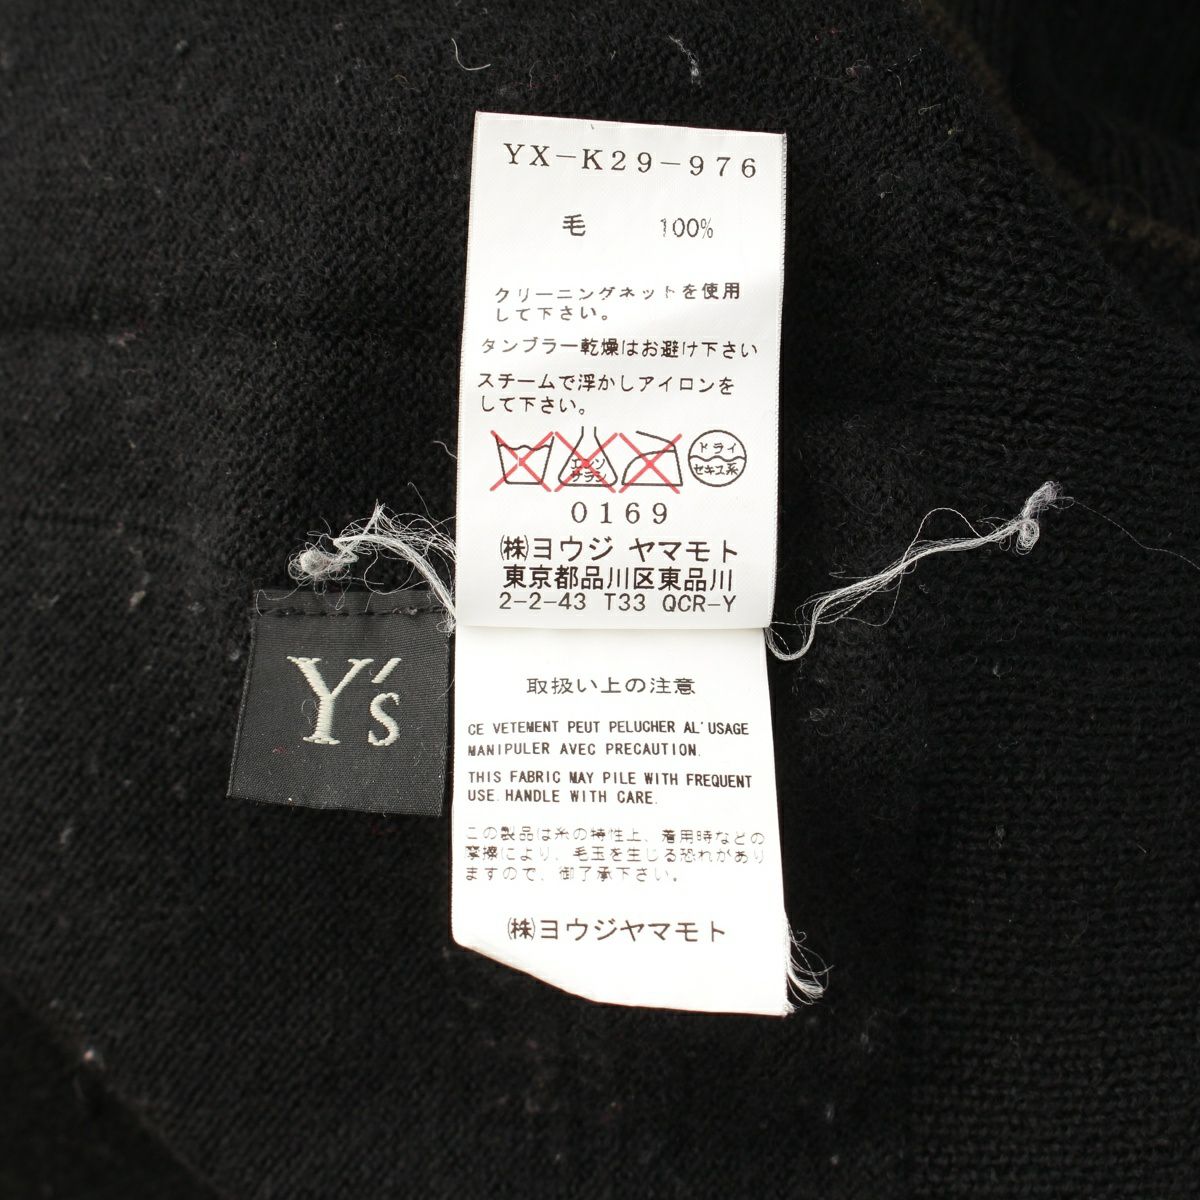 YX-K29-976
毛 100%
クリーニングネットを使用
して下さい。
タンブラー乾燥はお避け下さい
スチームで浮かしアイロンを
して下さい。
エンソ
サラシ
ドライ
セキユ系
0169
㈱ヨウジ ヤマモト
東京都品川区東品川
2-2-43 T33 QCR-Y
Y's
取扱い上の注意
CE VETEMENT PEUT PELUCHER AL'USAGE
MANIPULER AVEC PRECAUTION.
THIS FABRIC MAY PILE WITH FREQUENT
USE.HANDLE WITH CARE.
この製品は糸の特性上、着用時などの
摩擦により、毛玉を生じる恐れがあり
ますので、御了承下さい。
㈱ヨウジヤマモト